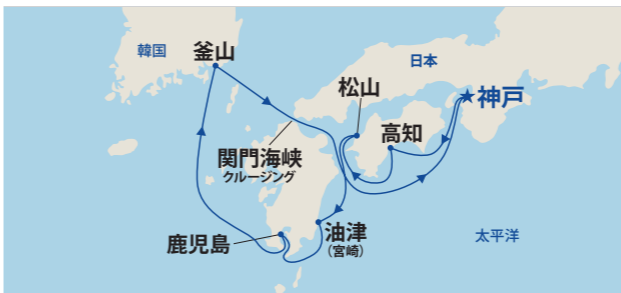 韓国
釜山
日本
松山
★神戸
高知
関門海峡
クルージング
鹿児島
油津
（宮崎）
太平洋